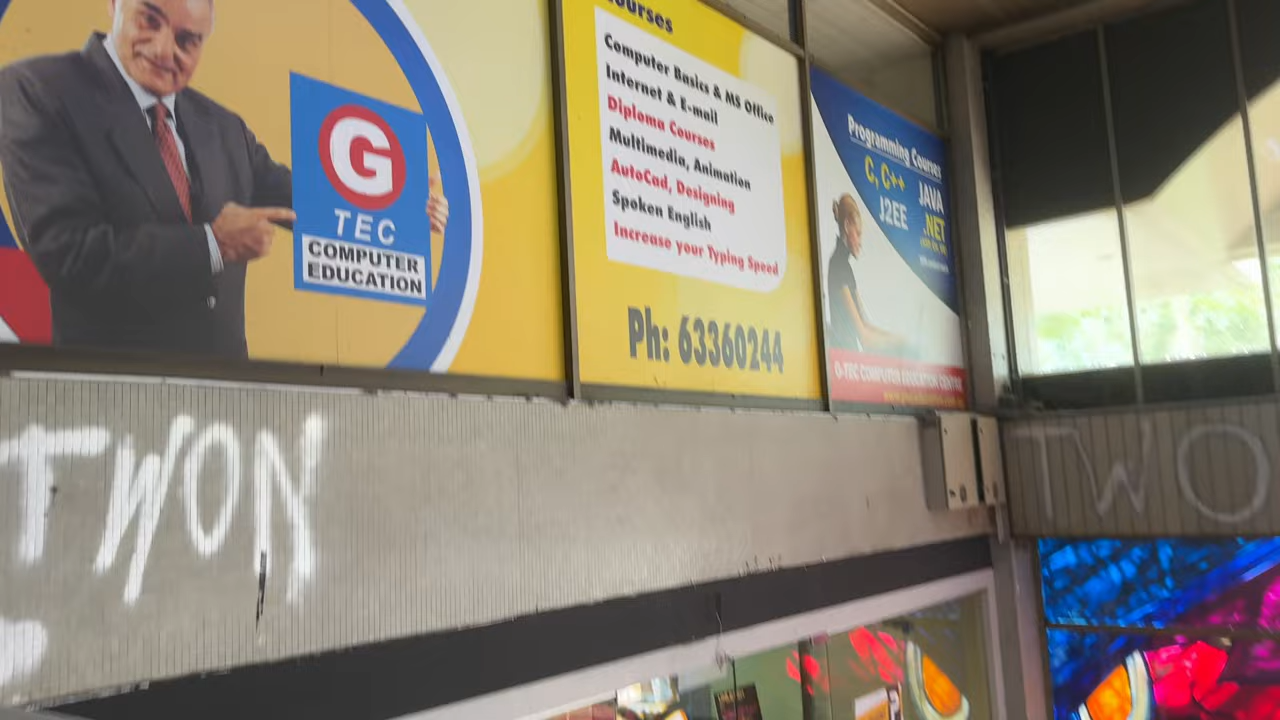 G
TEC
COMPUTER
EDUCATION
Courses
Computer Basics & MS Office
Internet & E-mail
Diploma Courses
Multimedia, Animation
AutoCad, Designing
Spoken English
Increase your Typing Speed
Ph: 63360244
Programming Courses
C, C++ JAVA
J2EE .NET
G-TEC COMPUTER EDUCATION CENTRE
TWON
TWO